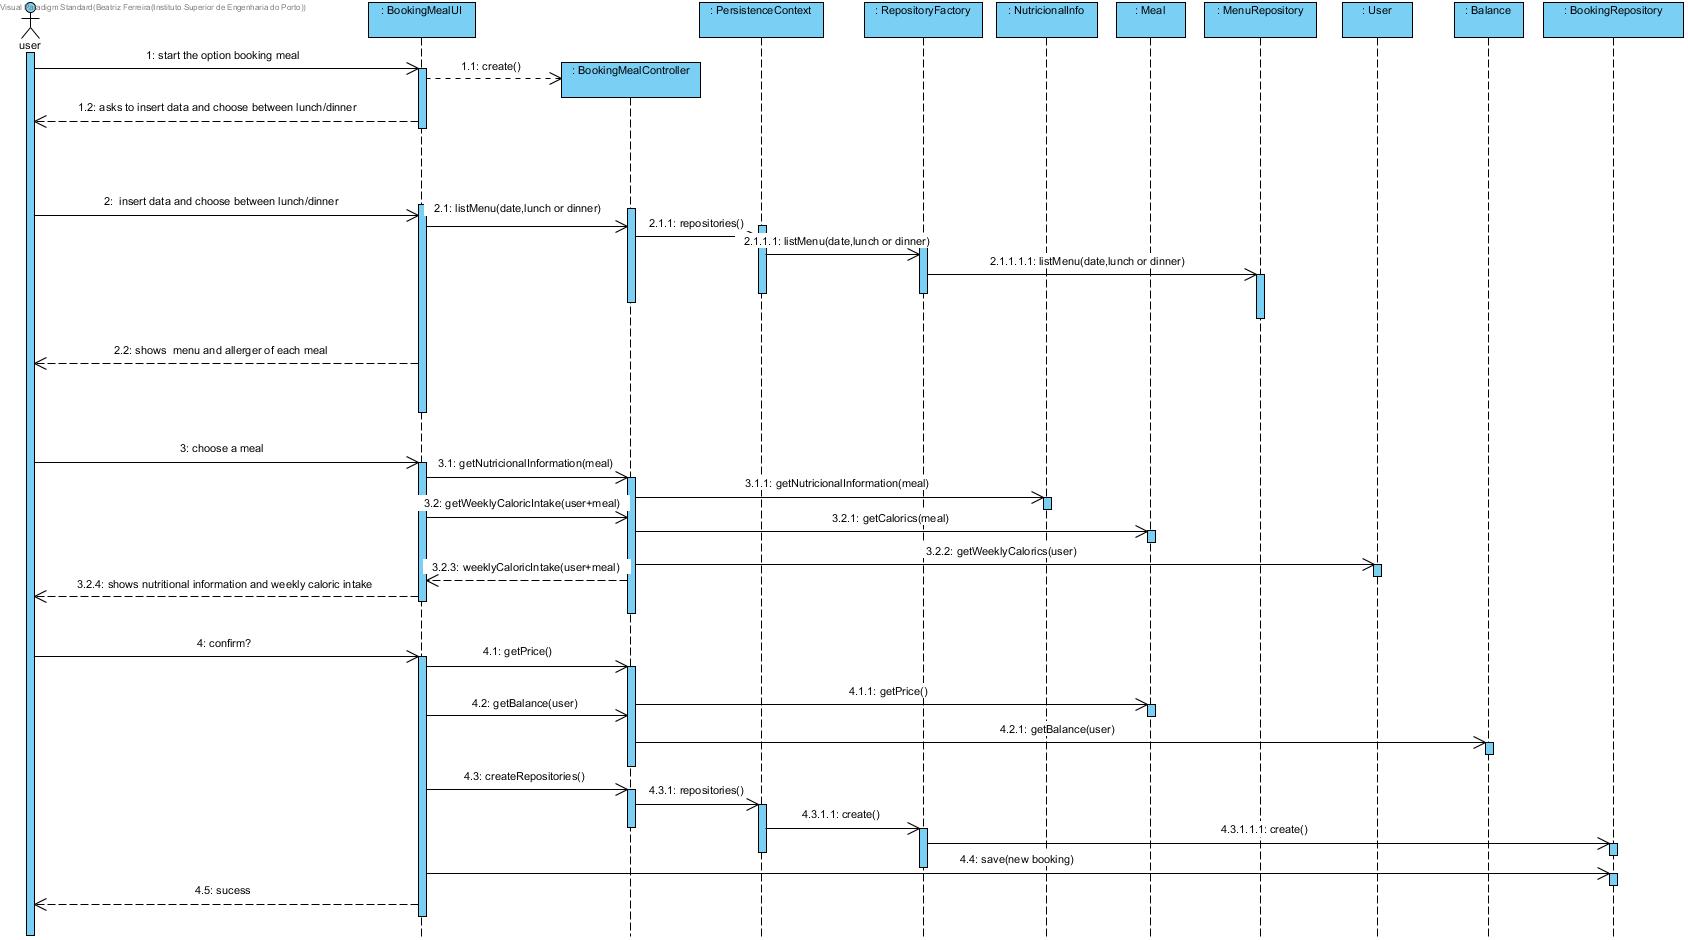 Visual Paradigm Standard(Beatriz Ferreira(Instituto Superior de Engenharia do Porto))
: BookingMealUI
: PersistenceContext
: RepositoryFactory
: NutricionalInfo
: Meal
: MenuRepository
: User
: Balance
: BookingRepository
user
1: start the option booking meal
1.1: create()
: BookingMealController
1.2: asks to insert data and choose between lunch/dinner
2:  insert data and choose between lunch/dinner
2.1: listMenu(date,lunch or dinner)
2.1.1: repositories()
2.1.1.1: listMenu(date,lunch or dinner)
2.1.1.1.1: listMenu(date,lunch or dinner)
2.2: shows  menu and allerger of each meal
3: choose a meal
3.1: getNutricionalInformation(meal)
3.1.1: getNutricionalInformation(meal)
3.2: getWeeklyCaloricIntake(user+meal)
3.2.1: getCalorics(meal)
3.2.2: getWeeklyCalorics(user)
3.2.3: weeklyCaloricIntake(user+meal)
3.2.4: shows nutritional information and weekly caloric intake
4: confirm?
4.1: getPrice()
4.1.1: getPrice()
4.2: getBalance(user)
4.2.1: getBalance(user)
4.3: createRepositories()
4.3.1: repositories()
4.3.1.1: create()
4.3.1.1.1: create()
4.4: save(new booking)
4.5: sucess